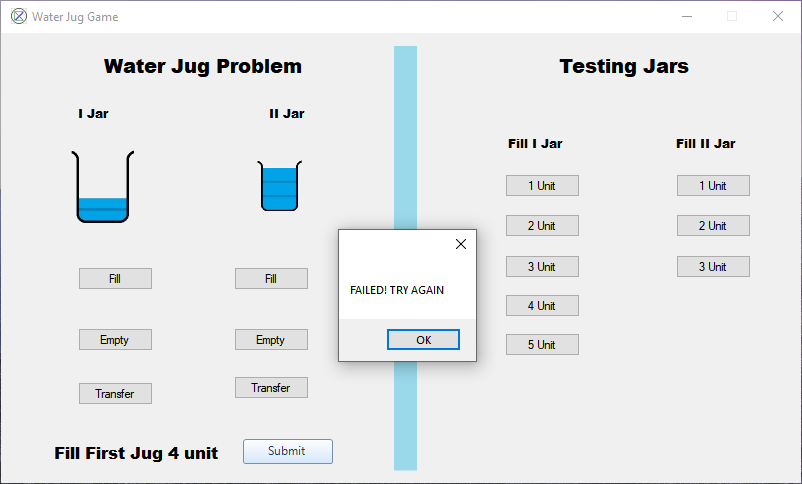 Water Jug Game
Water Jug Problem
I Jar
II Jar
Fill
Fill
Empty
Empty
Transfer
Transfer
Fill First Jug 4 unit
Submit
FAILED! TRY AGAIN
OK
Testing Jars
Fill I Jar
Fill II Jar
1 Unit
1 Unit
2 Unit
2 Unit
3 Unit
3 Unit
4 Unit
5 Unit